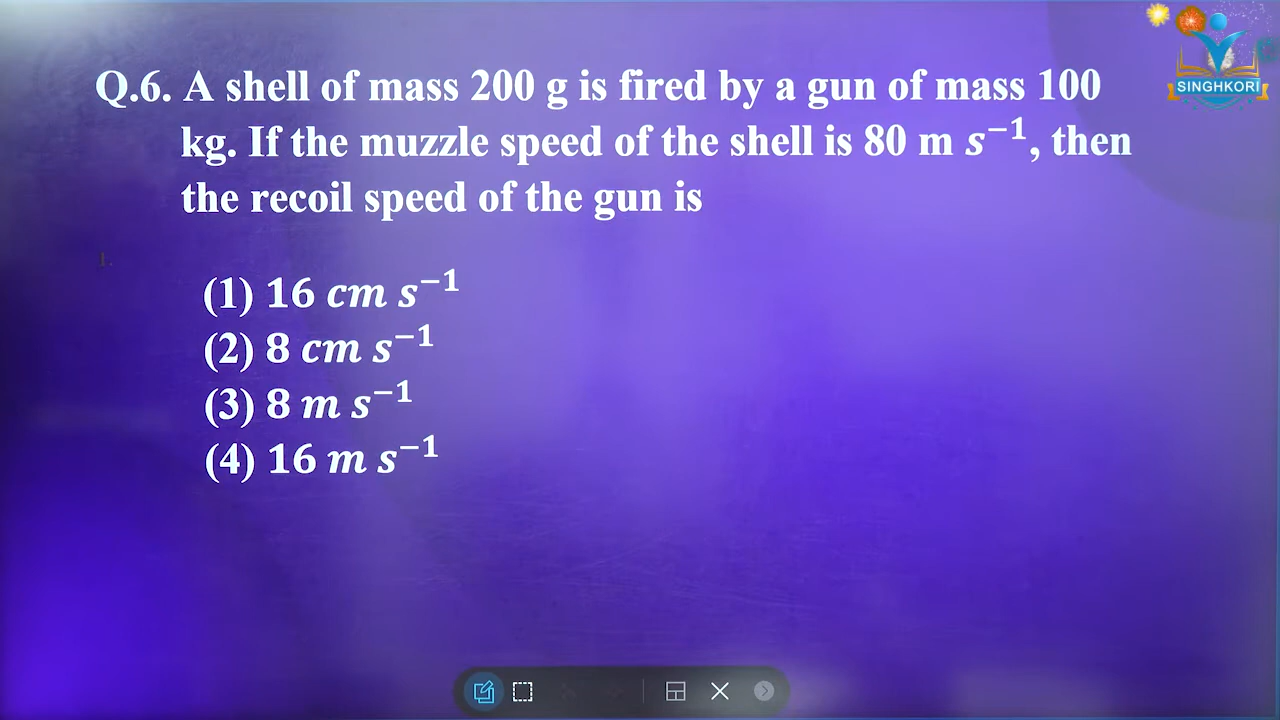 SINGHKORI
Q.6. A shell of mass 200 g is fired by a gun of mass 100
kg. If the muzzle speed of the shell is 80 m s⁻¹, then
the recoil speed of the gun is
1.
(1) 16 cm s⁻¹
(2) 8 cm s⁻¹
(3) 8 m s⁻¹
(4) 16 m s⁻¹